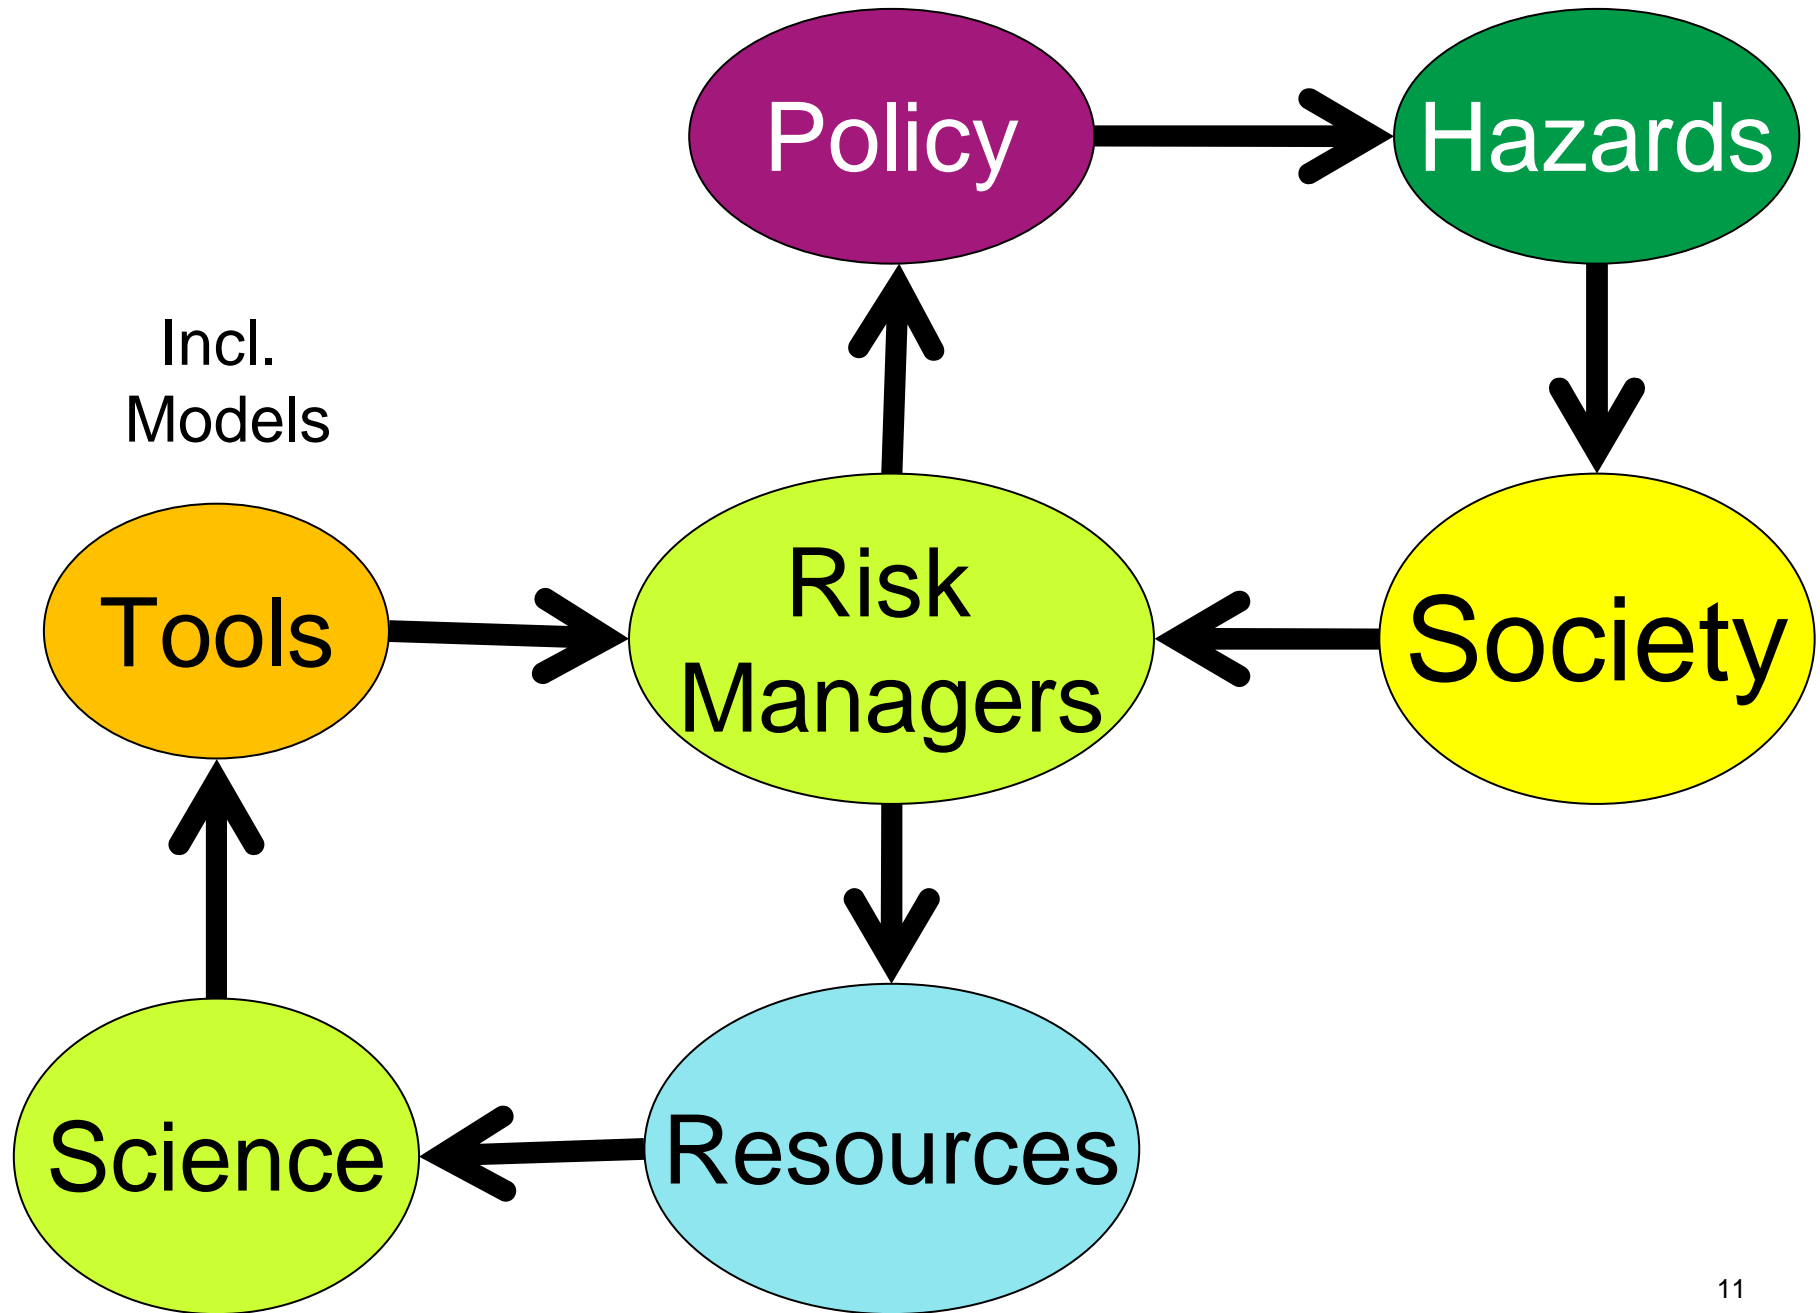 Policy
Hazards
Incl.
Models
Tools
Risk
Managers
Society
Science
Resources
11